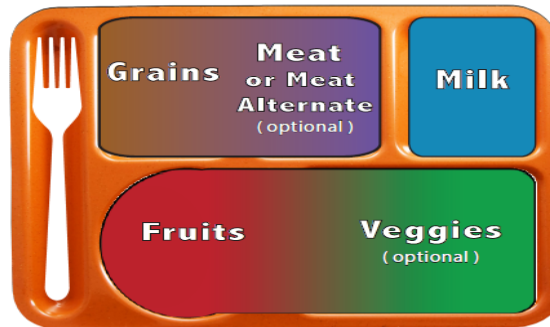 Grains
Meat
or Meat
Alternate
( optional )
Milk
Fruits
Veggies
( optional )